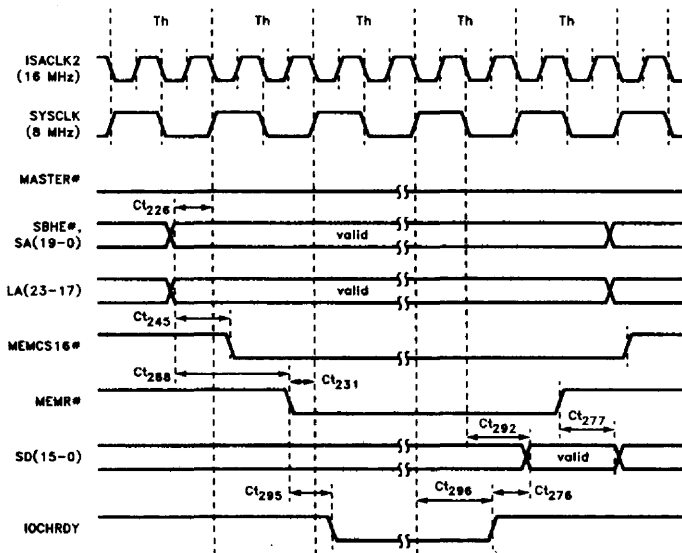 Th Th Th Th Th
ISACLK2
(16 MHz)
SYSCLK
(8 MHz)
MASTER#
Ct226
SBHE#,
SA(19-0)
valid
LA(23-17)
valid
Ct245
MEMCS16#
Ct288
Ct231
MEMR#
Ct292
Ct277
SD(15-0)
valid
Ct295
Ct296
Ct276
IOCHRDY